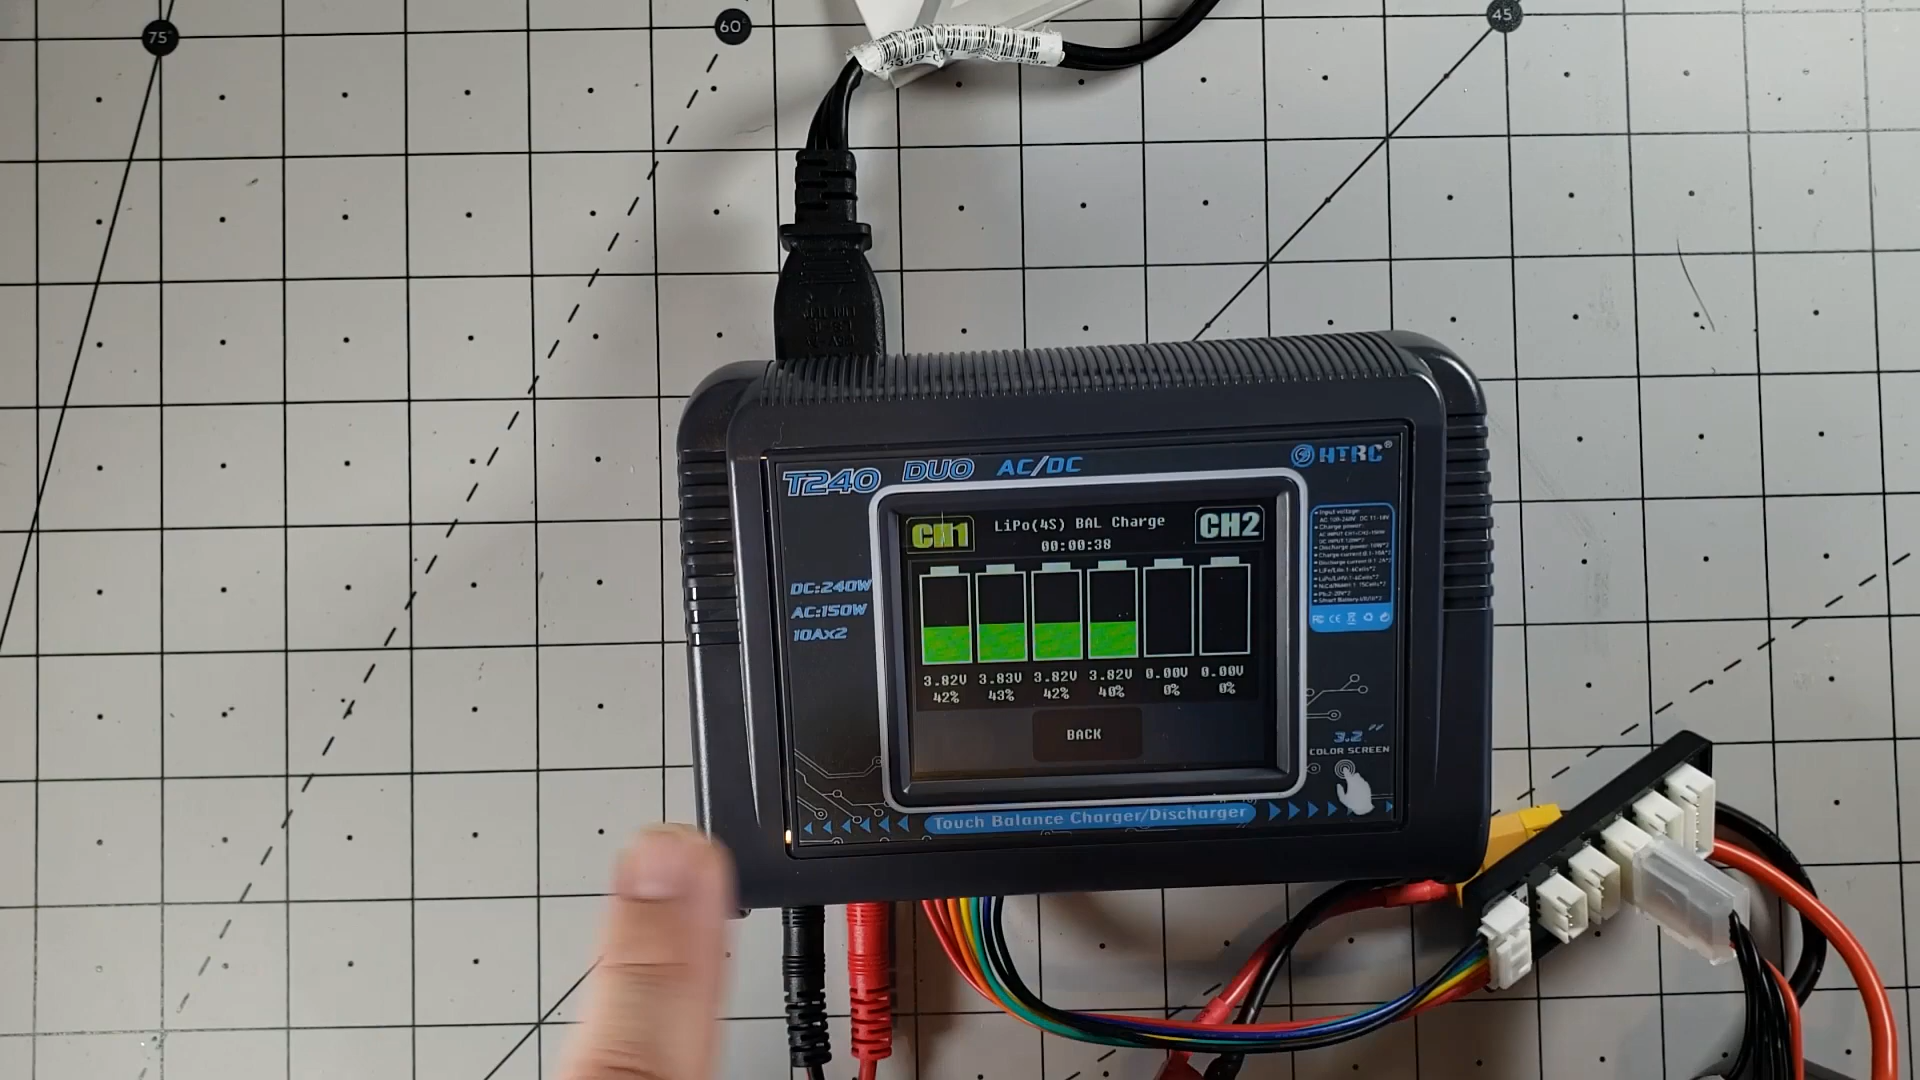 75°
60°
45
T240 DUO AC/DC
HTRC®
DC:240W
AC:150W
10Ax2
CH1
LiPo(4S) BAL Charge
CH2
00:00:38
3.82V 3.83V 3.82V 3.82V 0.00V 0.00V
42% 43% 42% 40% 0% 0%
BACK
Input voltage:
3.2
COLOR SCREEN
Touch Balance Charger/Discharger